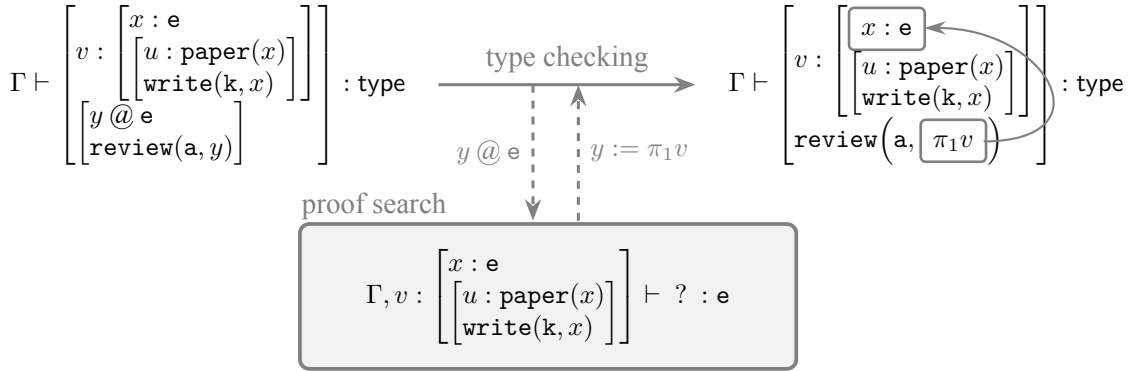 x : e
v : [ [ u : paper(x)
write(k, x) ] ]
Γ ⊢ [ ] : type
[ y @ e
review(a, y) ]
type checking
y @ e
y := π₁v
x : e
v : [ [ u : paper(x)
write(k, x) ] ]
Γ ⊢ [ ] : type
review(a, π₁v)
proof search
x : e
Γ, v : [ [ u : paper(x) ] ] ⊢ ? : e
write(k, x)